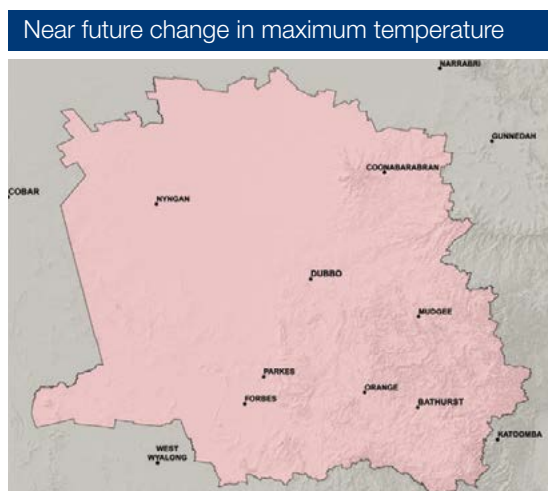 Near future change in maximum temperature
NARRABRI
GUNNEDAH
COONABARABRAN
COBAR
NYNGAN
DUBBO
MUDGEE
PARKES
ORANGE
FORBES
BATHURST
KATOOMBA
WEST
WYALONG